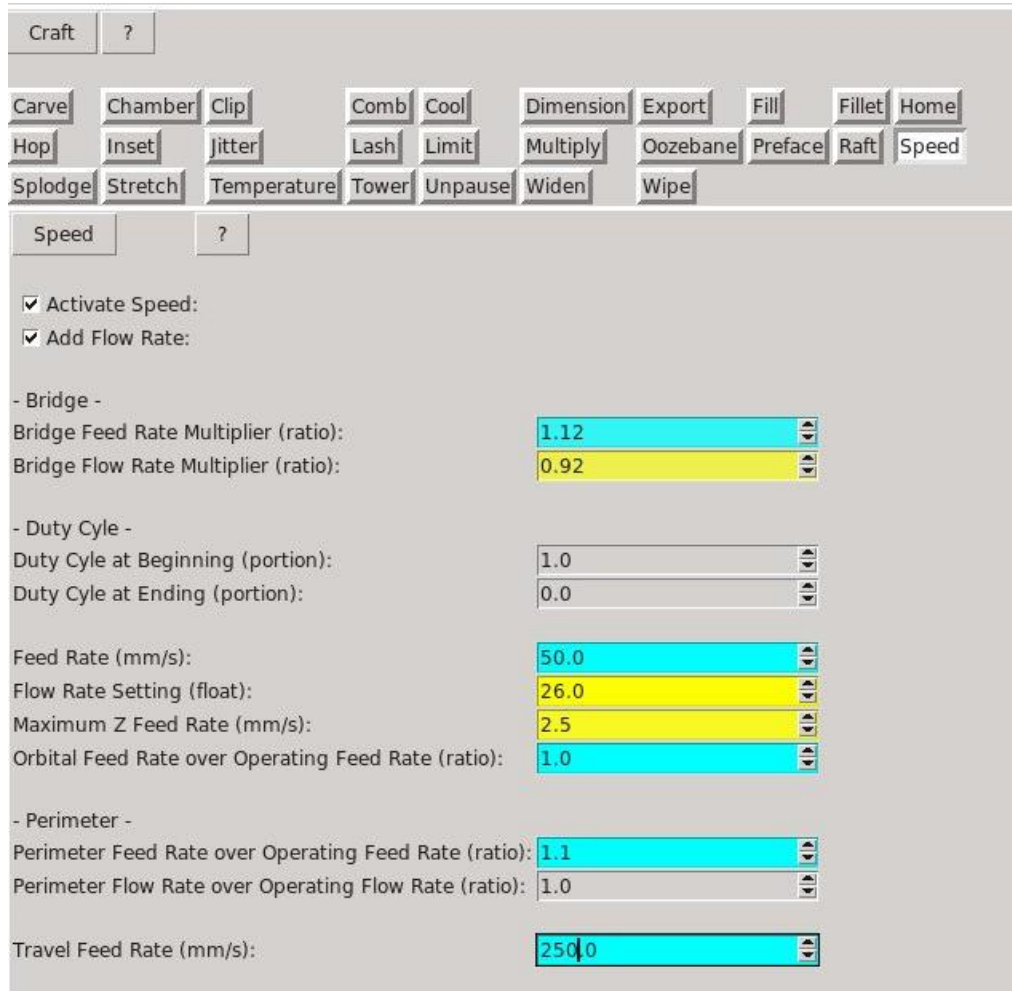 Craft ?
Carve Chamber Clip Comb Cool Dimension Export Fill Fillet Home
Hop Inset Jitter Lash Limit Multiply Oozebane Preface Raft Speed
Splodge Stretch Temperature Tower Unpause Widen Wipe
Speed ?
Activate Speed:
Add Flow Rate:
- Bridge -
Bridge Feed Rate Multiplier (ratio): 1.12
Bridge Flow Rate Multiplier (ratio): 0.92
- Duty Cyle -
Duty Cyle at Beginning (portion): 1.0
Duty Cyle at Ending (portion): 0.0
Feed Rate (mm/s): 50.0
Flow Rate Setting (float): 26.0
Maximum Z Feed Rate (mm/s): 2.5
Orbital Feed Rate over Operating Feed Rate (ratio): 1.0
- Perimeter -
Perimeter Feed Rate over Operating Feed Rate (ratio): 1.1
Perimeter Flow Rate over Operating Flow Rate (ratio): 1.0
Travel Feed Rate (mm/s): 250.0